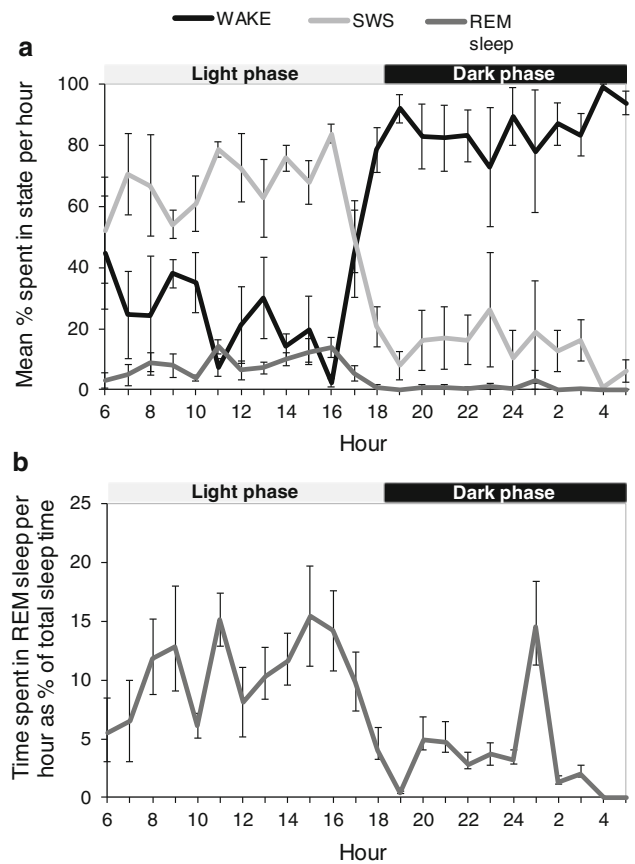 WAKE SWS REM
sleep
a
Light phase Dark phase
100
80
60
40
20
0
Mean % spent in state per hour
6 8 10 12 14 16 18 20 22 24 2 4
Hour
b
Light phase Dark phase
25
20
15
10
5
0
Time spent in REM sleep per
hour as % of total sleep time
6 8 10 12 14 16 18 20 22 24 2 4
Hour